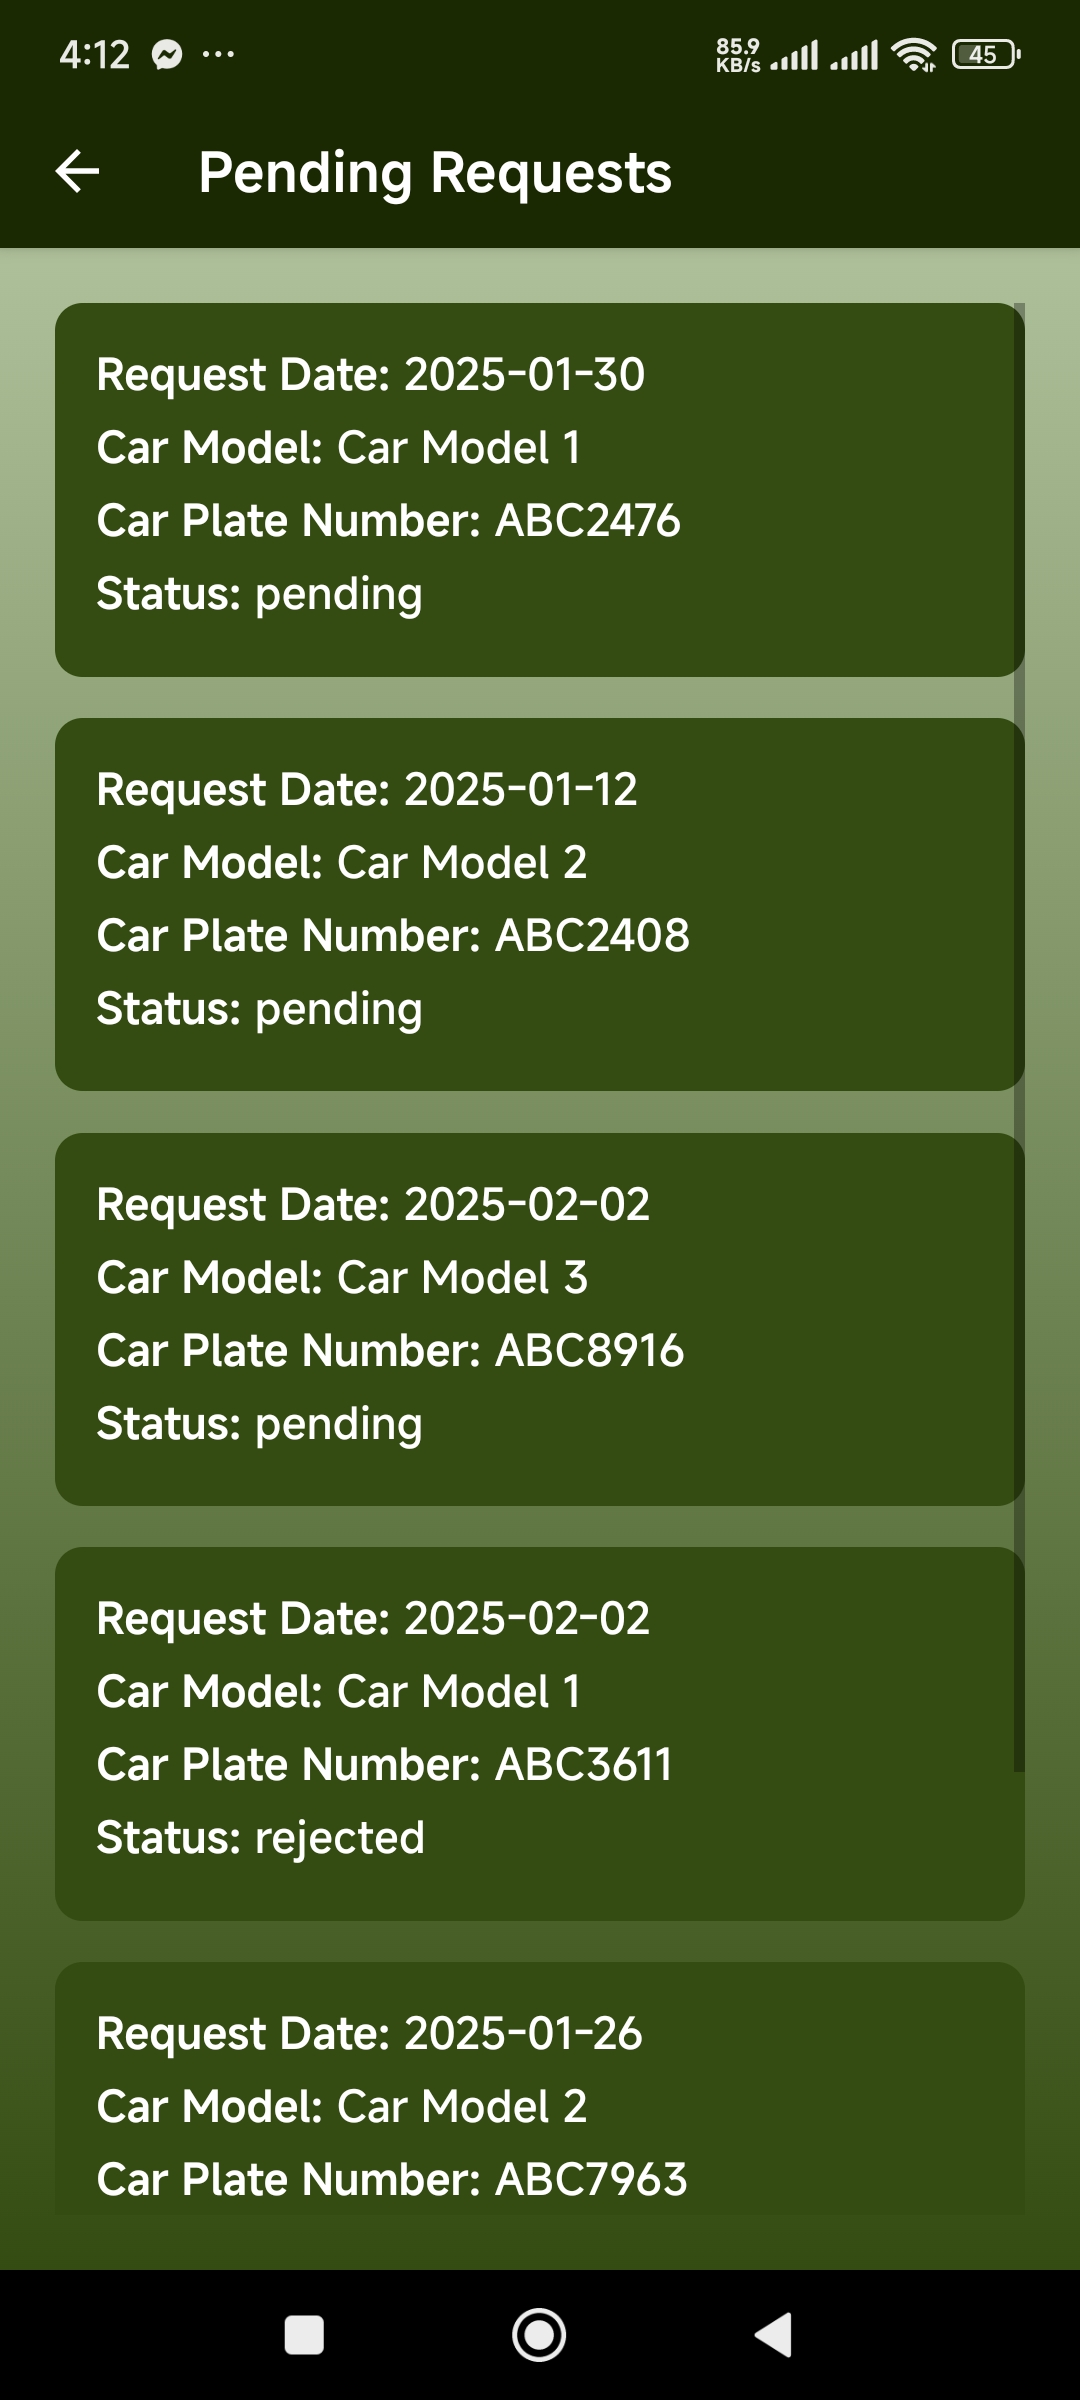 4:12
85.9
KB/s
45
Pending Requests
Request Date: 2025-01-30
Car Model: Car Model 1
Car Plate Number: ABC2476
Status: pending
Request Date: 2025-01-12
Car Model: Car Model 2
Car Plate Number: ABC2408
Status: pending
Request Date: 2025-02-02
Car Model: Car Model 3
Car Plate Number: ABC8916
Status: pending
Request Date: 2025-02-02
Car Model: Car Model 1
Car Plate Number: ABC3611
Status: rejected
Request Date: 2025-01-26
Car Model: Car Model 2
Car Plate Number: ABC7963